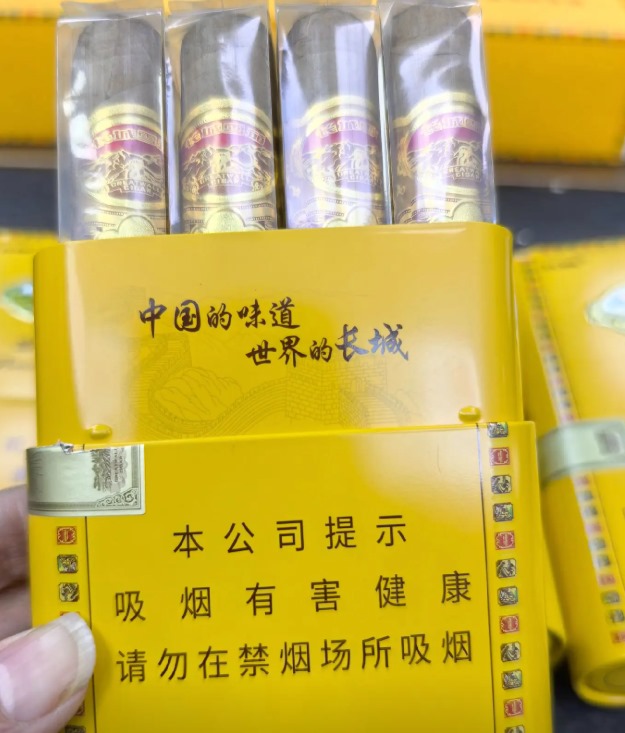 中国的味道
世界的长城
本公司提示
吸烟有害健康
请勿在禁烟场所吸烟